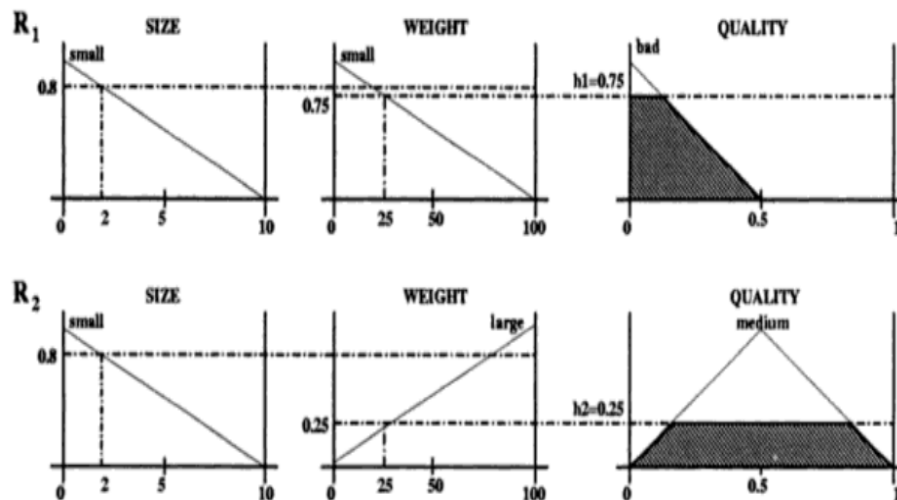 R1 SIZE WEIGHT QUALITY
small small bad
0.8 0.75 h1=0.75
0 2 5 10 0 25 50 100 0 0.5 1
R2 SIZE WEIGHT QUALITY
small large medium
0.8 0.25 h2=0.25
0 2 5 10 0 25 50 100 0 0.5 1